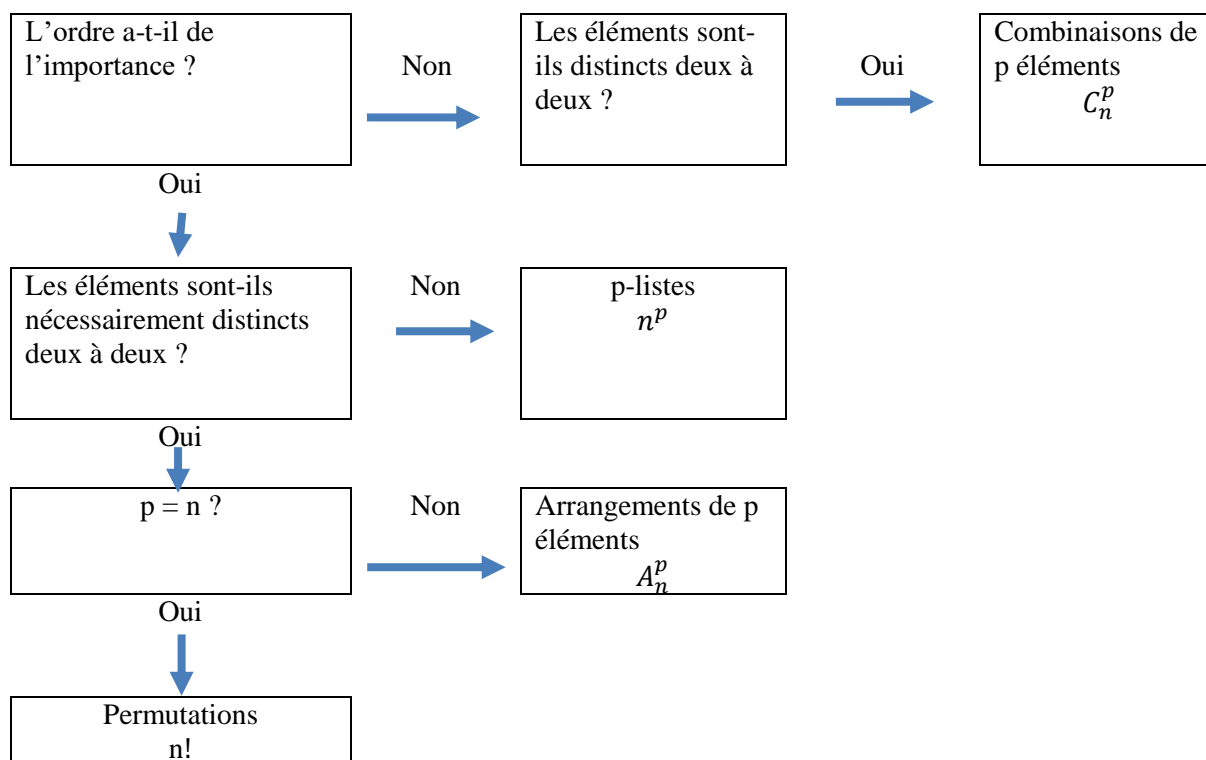 L’ordre a-t-il de
l’importance ?
Non
Les éléments sont-
ils distincts deux à
deux ?
Oui
Combinaisons de
p éléments
$C_n^p$
Oui
Les éléments sont-ils
nécessairement distincts
deux à deux ?
Non
p-listes
$n^p$
Oui
p = n ?
Non
Arrangements de p
éléments
$A_n^p$
Oui
Permutations
n!